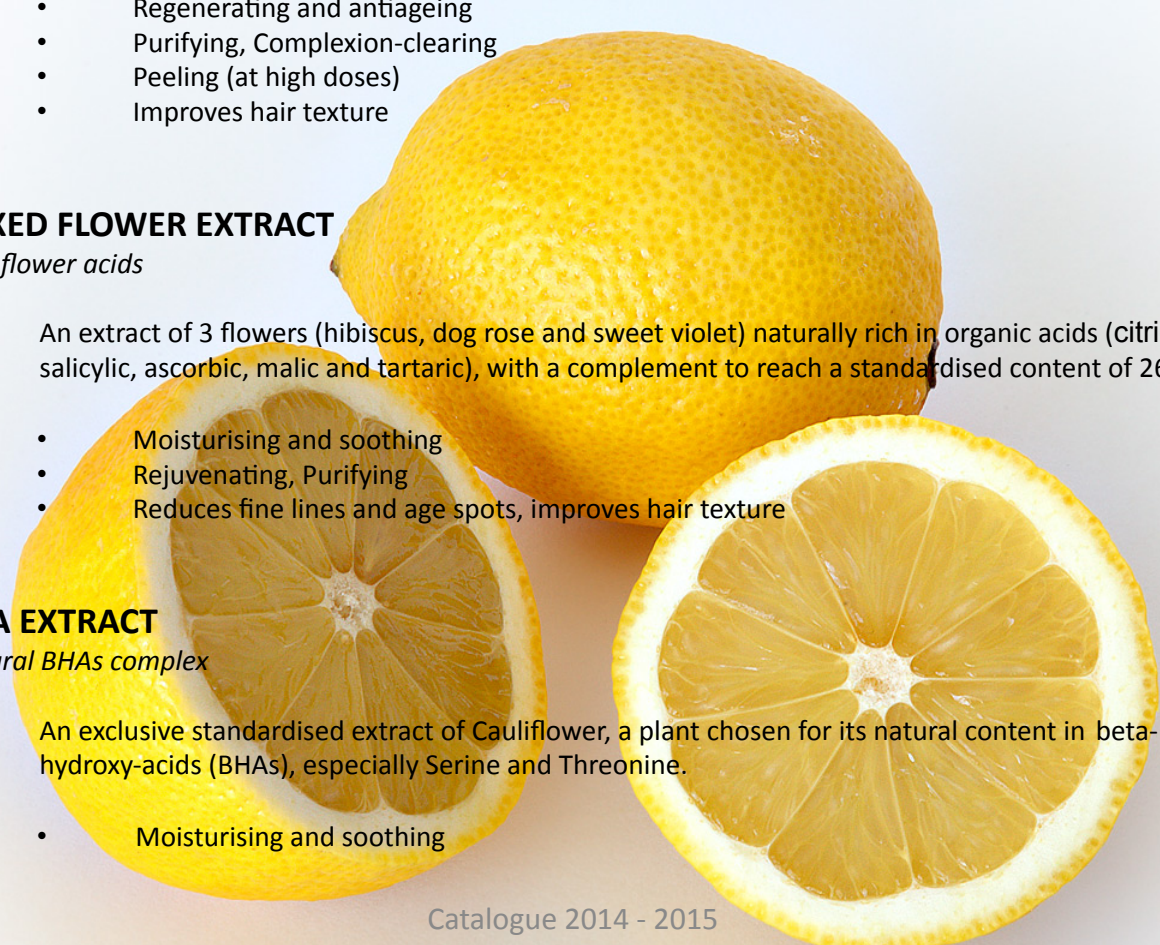 • Regenerating and antiageing
• Purifying, Complexion-clearing
• Peeling (at high doses)
• Improves hair texture
XED FLOWER EXTRACT
flower acids
An extract of 3 flowers (hibiscus, dog rose and sweet violet) naturally rich in organic acids (citri
salicylic, ascorbic, malic and tartaric), with a complement to reach a standardised content of 26
• Moisturising and soothing
• Rejuvenating, Purifying
• Reduces fine lines and age spots, improves hair texture
A EXTRACT
ural BHAs complex
An exclusive standardised extract of Cauliflower, a plant chosen for its natural content in beta-
hydroxy-acids (BHAs), especially Serine and Threonine.
• Moisturising and soothing
Catalogue 2014 - 2015